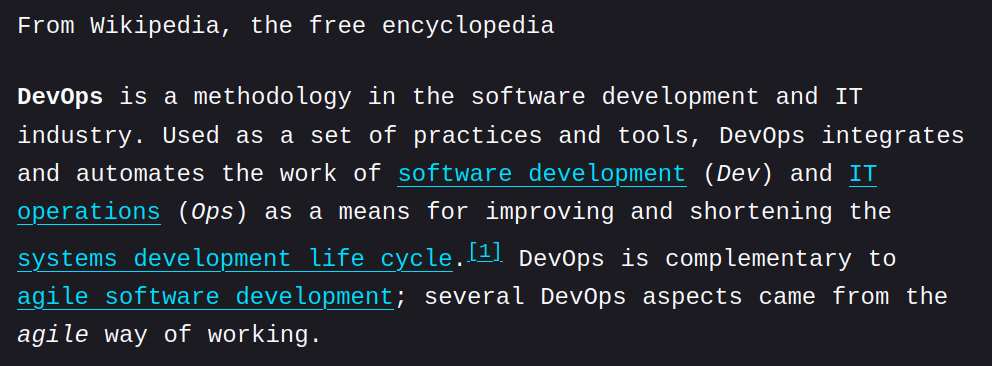 From Wikipedia, the free encyclopedia
DevOps is a methodology in the software development and IT
industry. Used as a set of practices and tools, DevOps integrates
and automates the work of software development (Dev) and IT
operations (Ops) as a means for improving and shortening the
systems development life cycle.[1] DevOps is complementary to
agile software development; several DevOps aspects came from the
agile way of working.